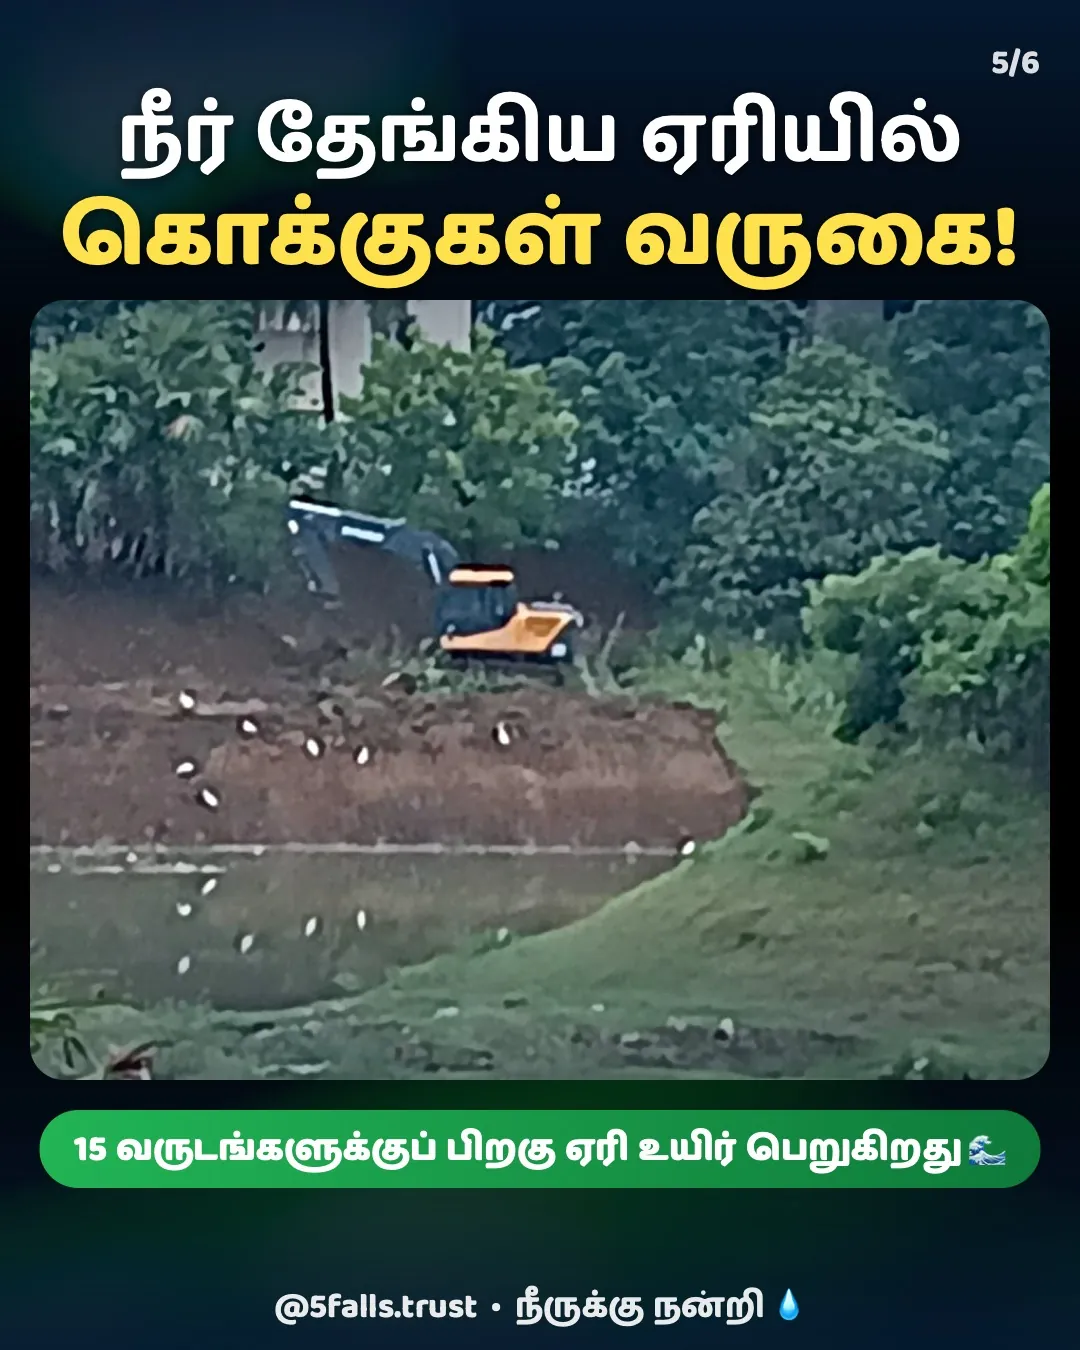 5/6
நீர் தேங்கிய ஏரியில்
கொக்குகள் வருகை!
15 வருடங்களுக்குப் பிறகு ஏரி உயிர் பெறுகிறது 🌊
@5falls.trust • நீருக்கு நன்றி 💧